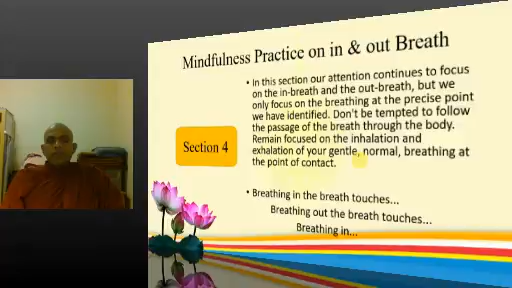 Mindfulness Practice on in & out Breath
• In this section our attention continues to focus
on the in-breath and the out-breath, but we
only focus on the breathing at the precise point
we have identified. Don't be tempted to follow
the passage of the breath through the body.
Remain focused on the inhalation and
exhalation of your gentle, normal, breathing at
the point of contact.
Section 4
• Breathing in the breath touches...
Breathing out the breath touches...
Breathing in...